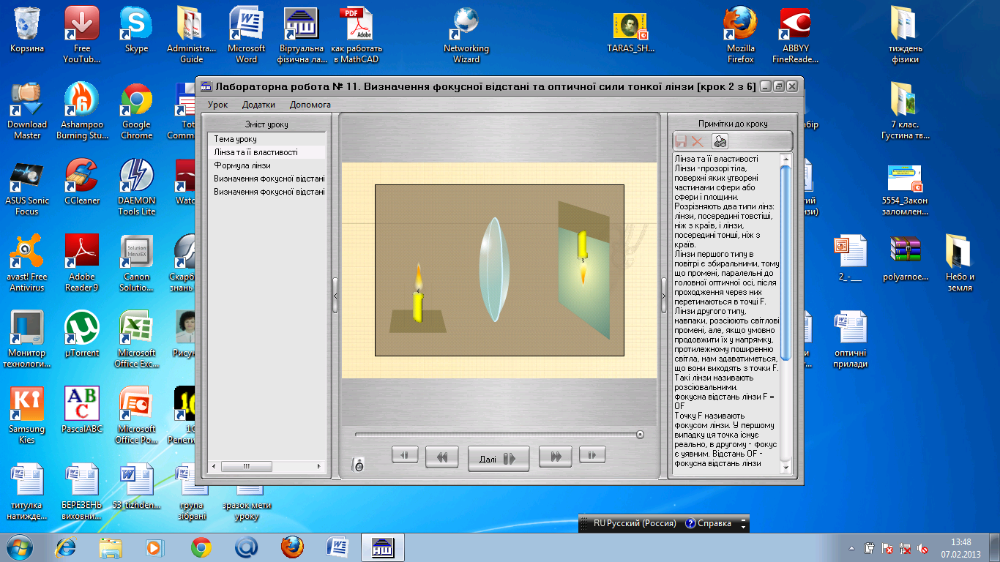 Корзина
Free
YouTub...
Skype
Administra...
Guide
Microsoft
Word
Віртуальна
фізична ла...
PDF
Adobe
как работать
в MathCAD
Networking
Wizard
TARAS_SH...
Mozilla
Firefox
ABBYY
FineReade...
тиждень
фізики
Download
Master
Ashampoo
Burning Stu...
Google
Chrome
Tot
Comm
7 клас.
Густина тв...
ASUS Sonic
Focus
CCleaner
DAEMON
Tools Lite
Watc
5554_Закон
заломлен...
avast! Free
Antivirus
Adobe
Reader 9
Solution
MenuEX
Canon
Solutio...
Скарб
знань
2_-___
polyarnoe...
Небо и
земля
Монитор
технологи...
µTorrent
Microsoft
Office Exc...
Рисун
оптичні
прилади
Samsung
Kies
PascalABC
Microsoft
Office Po...
1С
Репети
титулка
натижде...
БЕРЕЗЕНЬ
виховни...
53_tizhden...
група
зібрані
зразок мети
уроку
Лабораторна робота № 11. Визначення фокусної відстані та оптичної сили тонкої лінзи [крок 2 з 6]
Урок Додатки Допомога
Зміст уроку
Тема уроку
Лінза та її властивості
Формула лінзи
Визначення фокусної відстані
Визначення фокусної відстані
Далі
Примітки до кроку
Лінза та її властивості
Лінзи -прозорі тіла,
поверхні яких утворені
частинами сфери або
сфери і площини.
Розрізняють два типи лінз:
лінзи, посередині товстіші,
ніж з країв, і лінзи,
посередині тонші, ніж з
країв.
Лінзи першого типу в
повітрі є збиральними, тому
що промені, паралельні до
головної оптичної осі, після
проходження через них
перетинаються в точці F.
Лінзи другого типу,
навпаки, розсіюють світлові
промені, але, якщо умовно
продовжити їх у напрямку,
протилежному поширенню
світла, нам здаватиметься,
що вони виходять з точки F.
Такі лінзи називають
розсіювальними.
фокусна відстань лінзи F =
OF
Точку F називають
фокусом лінзи. У першому
випадку ця точка існує
реально, в другому - фокус
є уявним. Відстань OF -
фокусна відстань лінзи
RU Русский (Россия) Справка
13:48
07.02.2013